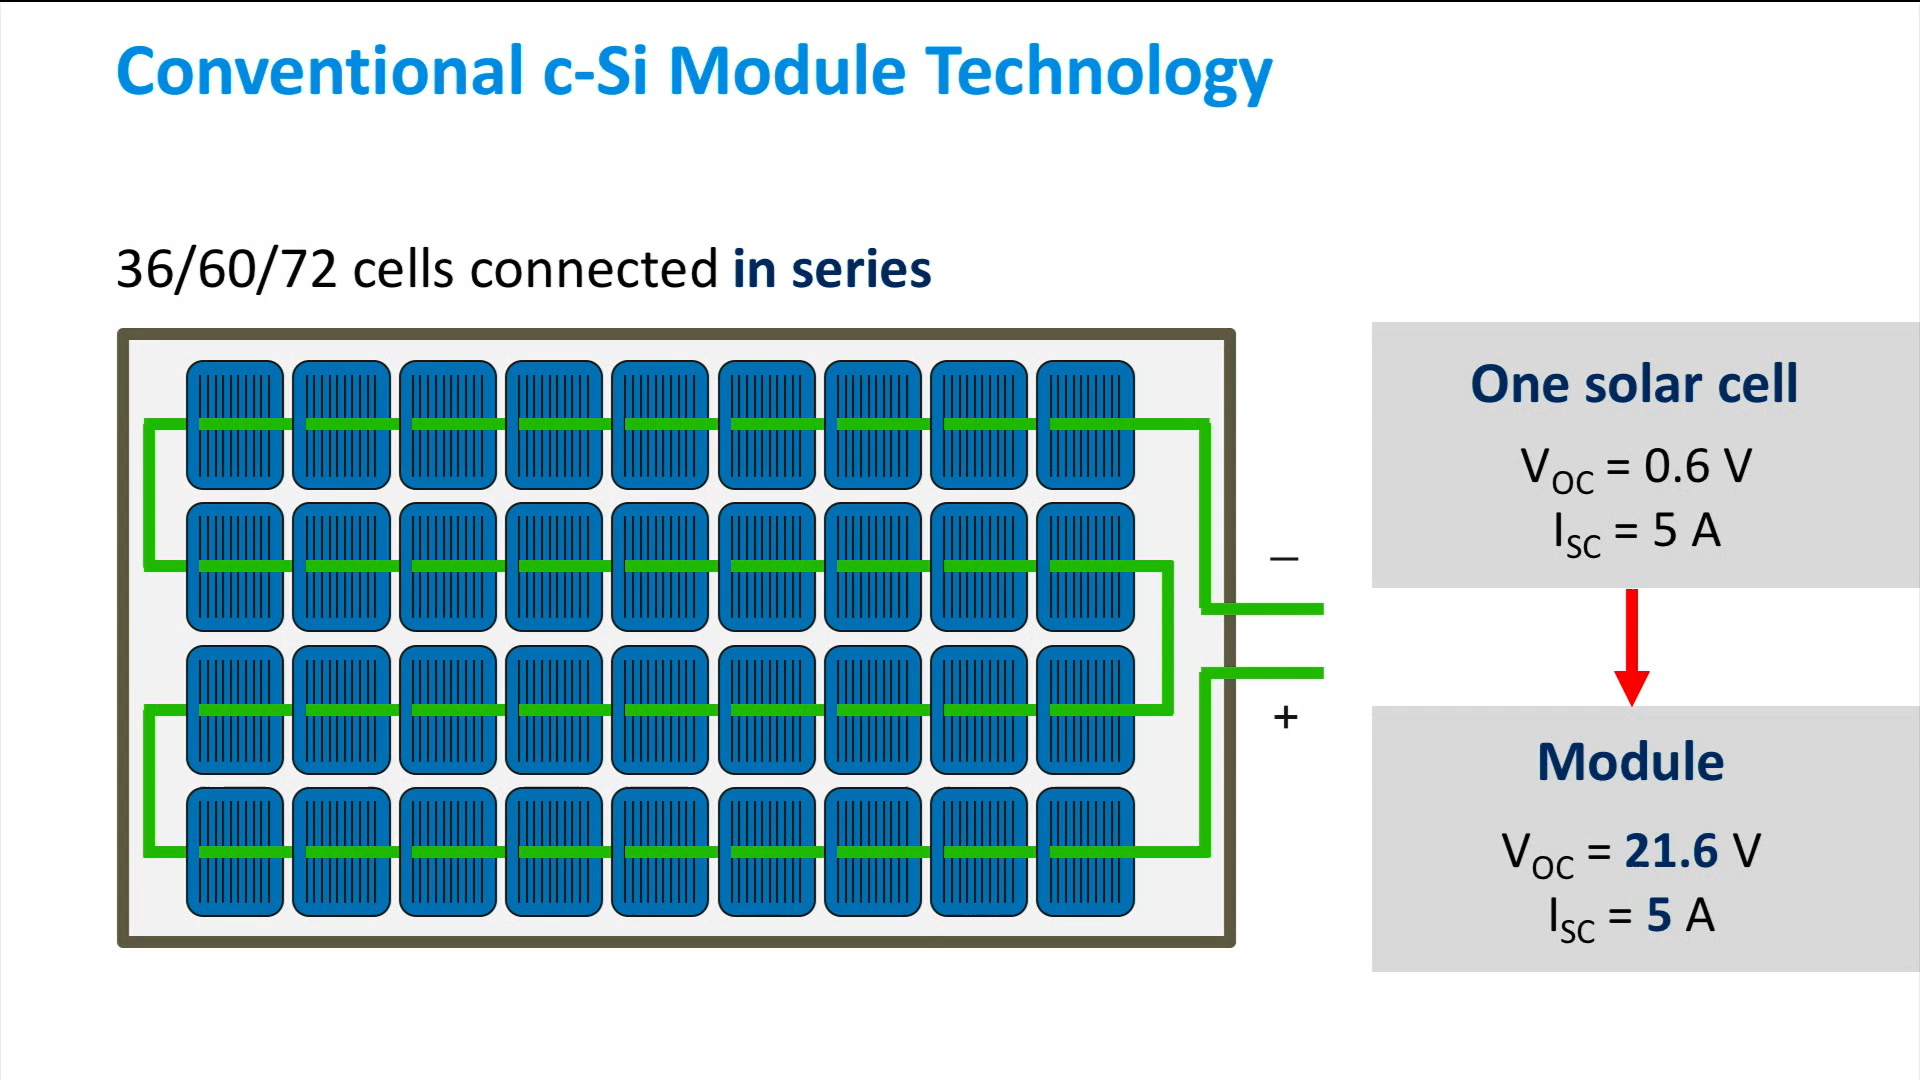 Conventional c-Si Module Technology
36/60/72 cells connected in series
–
+
One solar cell
V_OC = 0.6 V
I_SC = 5 A
Module
V_OC = 21.6 V
I_SC = 5 A